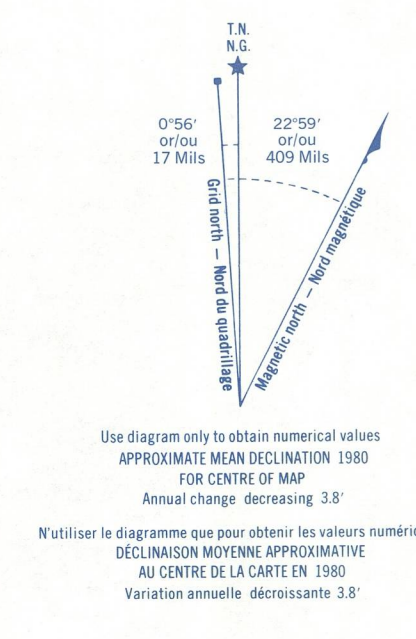 T.N.
N.G.
0°56′
or/ou
17 Mils
22°59′
or/ou
409 Mils
Grid north — Nord du quadrillage
Magnetic north — Nord magnétique
Use diagram only to obtain numerical values
APPROXIMATE MEAN DECLINATION 1980
FOR CENTRE OF MAP
Annual change decreasing 3.8′
N'utiliser le diagramme que pour obtenir les valeurs numéric
DÉCLINAISON MOYENNE APPROXIMATIVE
AU CENTRE DE LA CARTE EN 1980
Variation annuelle décroissante 3.8′